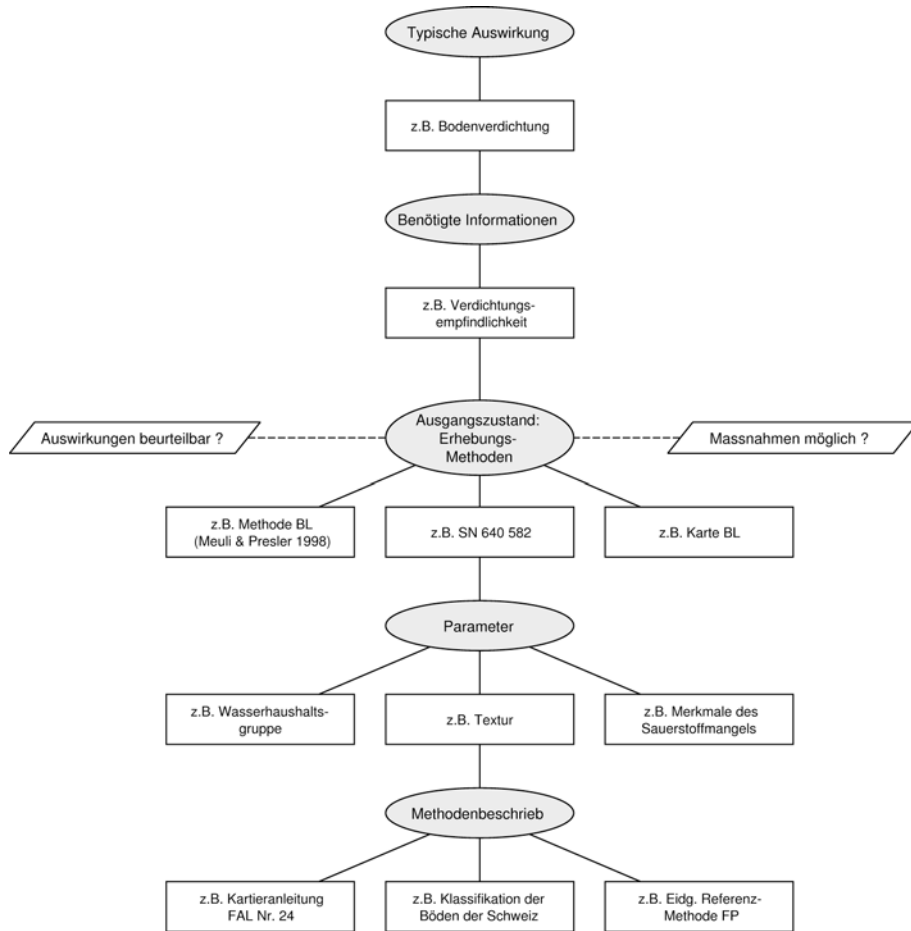 Typische Auswirkung
z.B. Bodenverdichtung
Benötigte Informationen
z.B. Verdichtungs-
empfindlichkeit
Auswirkungen beurteilbar ?
Ausgangszustand:
Erhebungs-
Methoden
Massnahmen möglich ?
z.B. Methode BL
(Meuli & Presler 1998)
z.B. SN 640 582
z.B. Karte BL
Parameter
z.B. Wasserhaushalts-
gruppe
z.B. Textur
z.B. Merkmale des
Sauerstoffmangels
Methodenbeschrieb
z.B. Kartieranleitung
FAL Nr. 24
z.B. Klassifikation der
Böden der Schweiz
z.B. Eidg. Referenz-
Methode FP